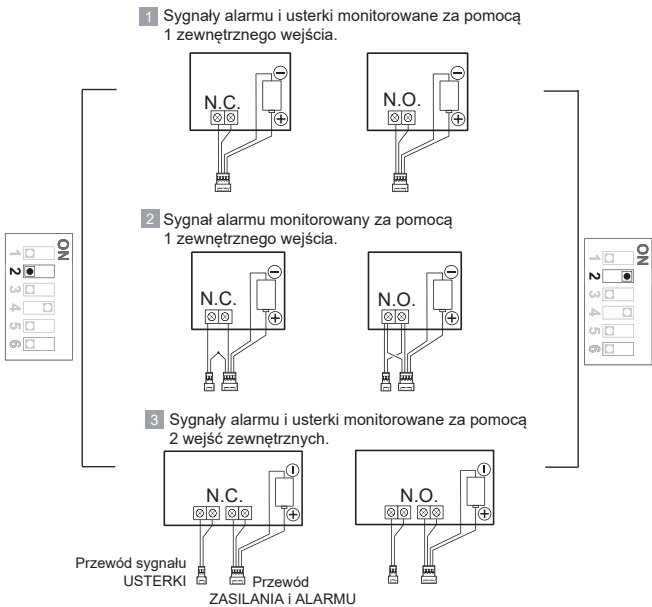 1 Sygnały alarmu i usterki monitorowane za pomocą
1 zewnętrznego wejścia.
N.C.
N.O.
2 Sygnał alarmu monitorowany za pomocą
1 zewnętrznego wejścia.
ON
1
2
3
4
5
6
N.C.
N.O.
ON
1
2
3
4
5
6
3 Sygnały alarmu i usterki monitorowane za pomocą
2 wejść zewnętrznych.
N.C.
N.O.
Przewód sygnału
USTERKI
Przewód
ZASILANIA i ALARMU